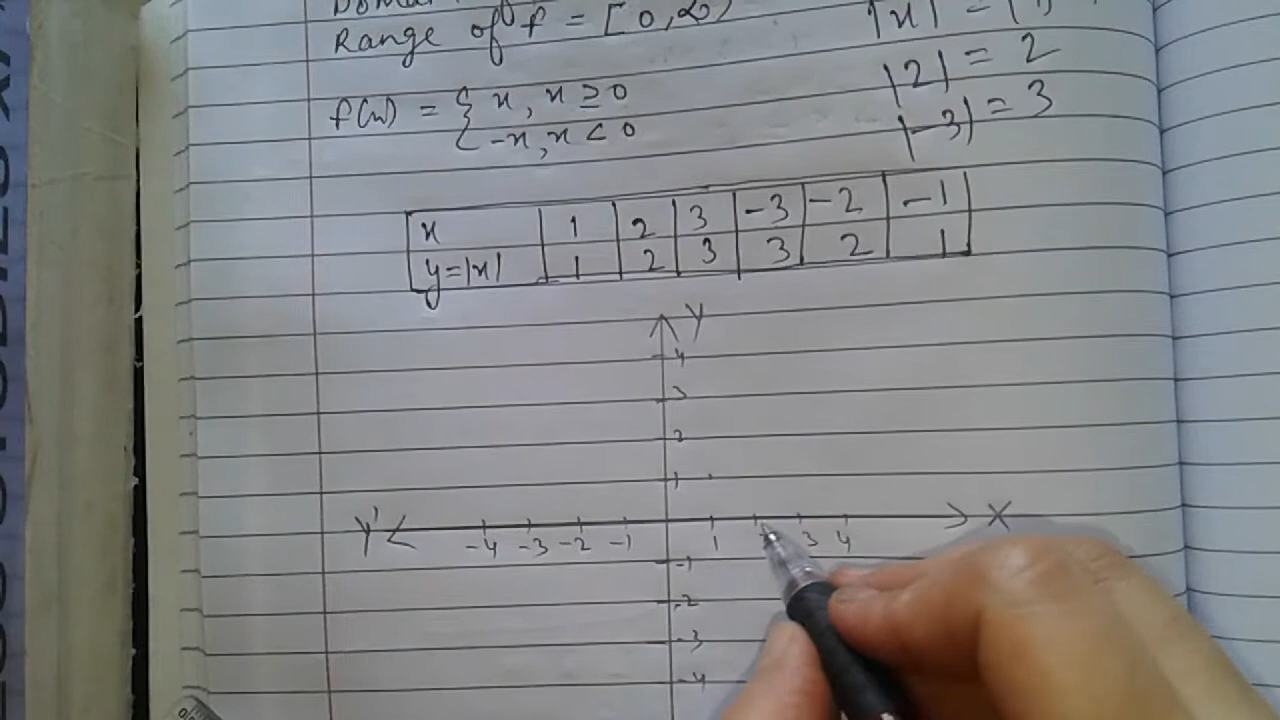 Range of f = [0,∞)
|x| =
|2| = 2
f(x) = { x, x ≥ 0
-x, x < 0
|-3| = 3
x 1 2 3 -3 -2 -1
y=|x| 1 2 3 3 2 1
Y
4
3
2
1
Y' X
-4 -3 -2 -1 1 3 4
-1
-2
-3
-4